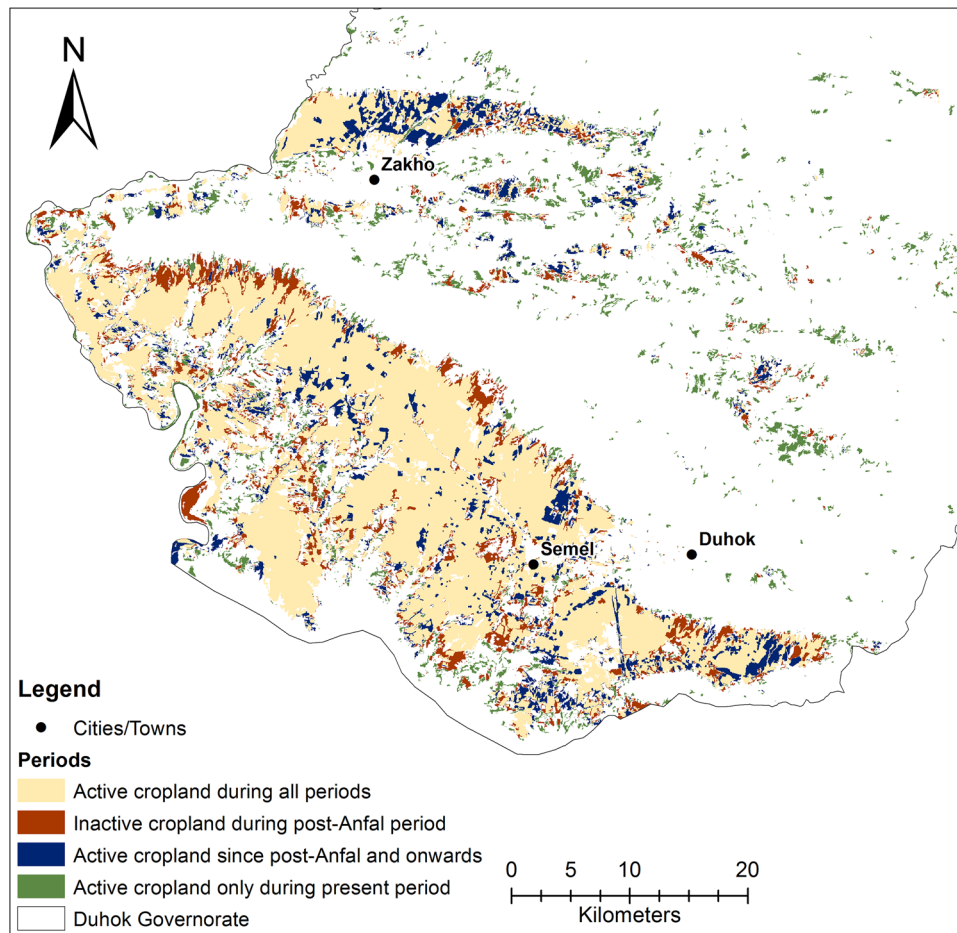 N
Zakho
Duhok
Semel
Legend
Cities/Towns
Periods
Active cropland during all periods
Inactive cropland during post-Anfal period
Active cropland since post-Anfal and onwards
Active cropland only during present period
Duhok Governorate
0 5 10 20
Kilometers